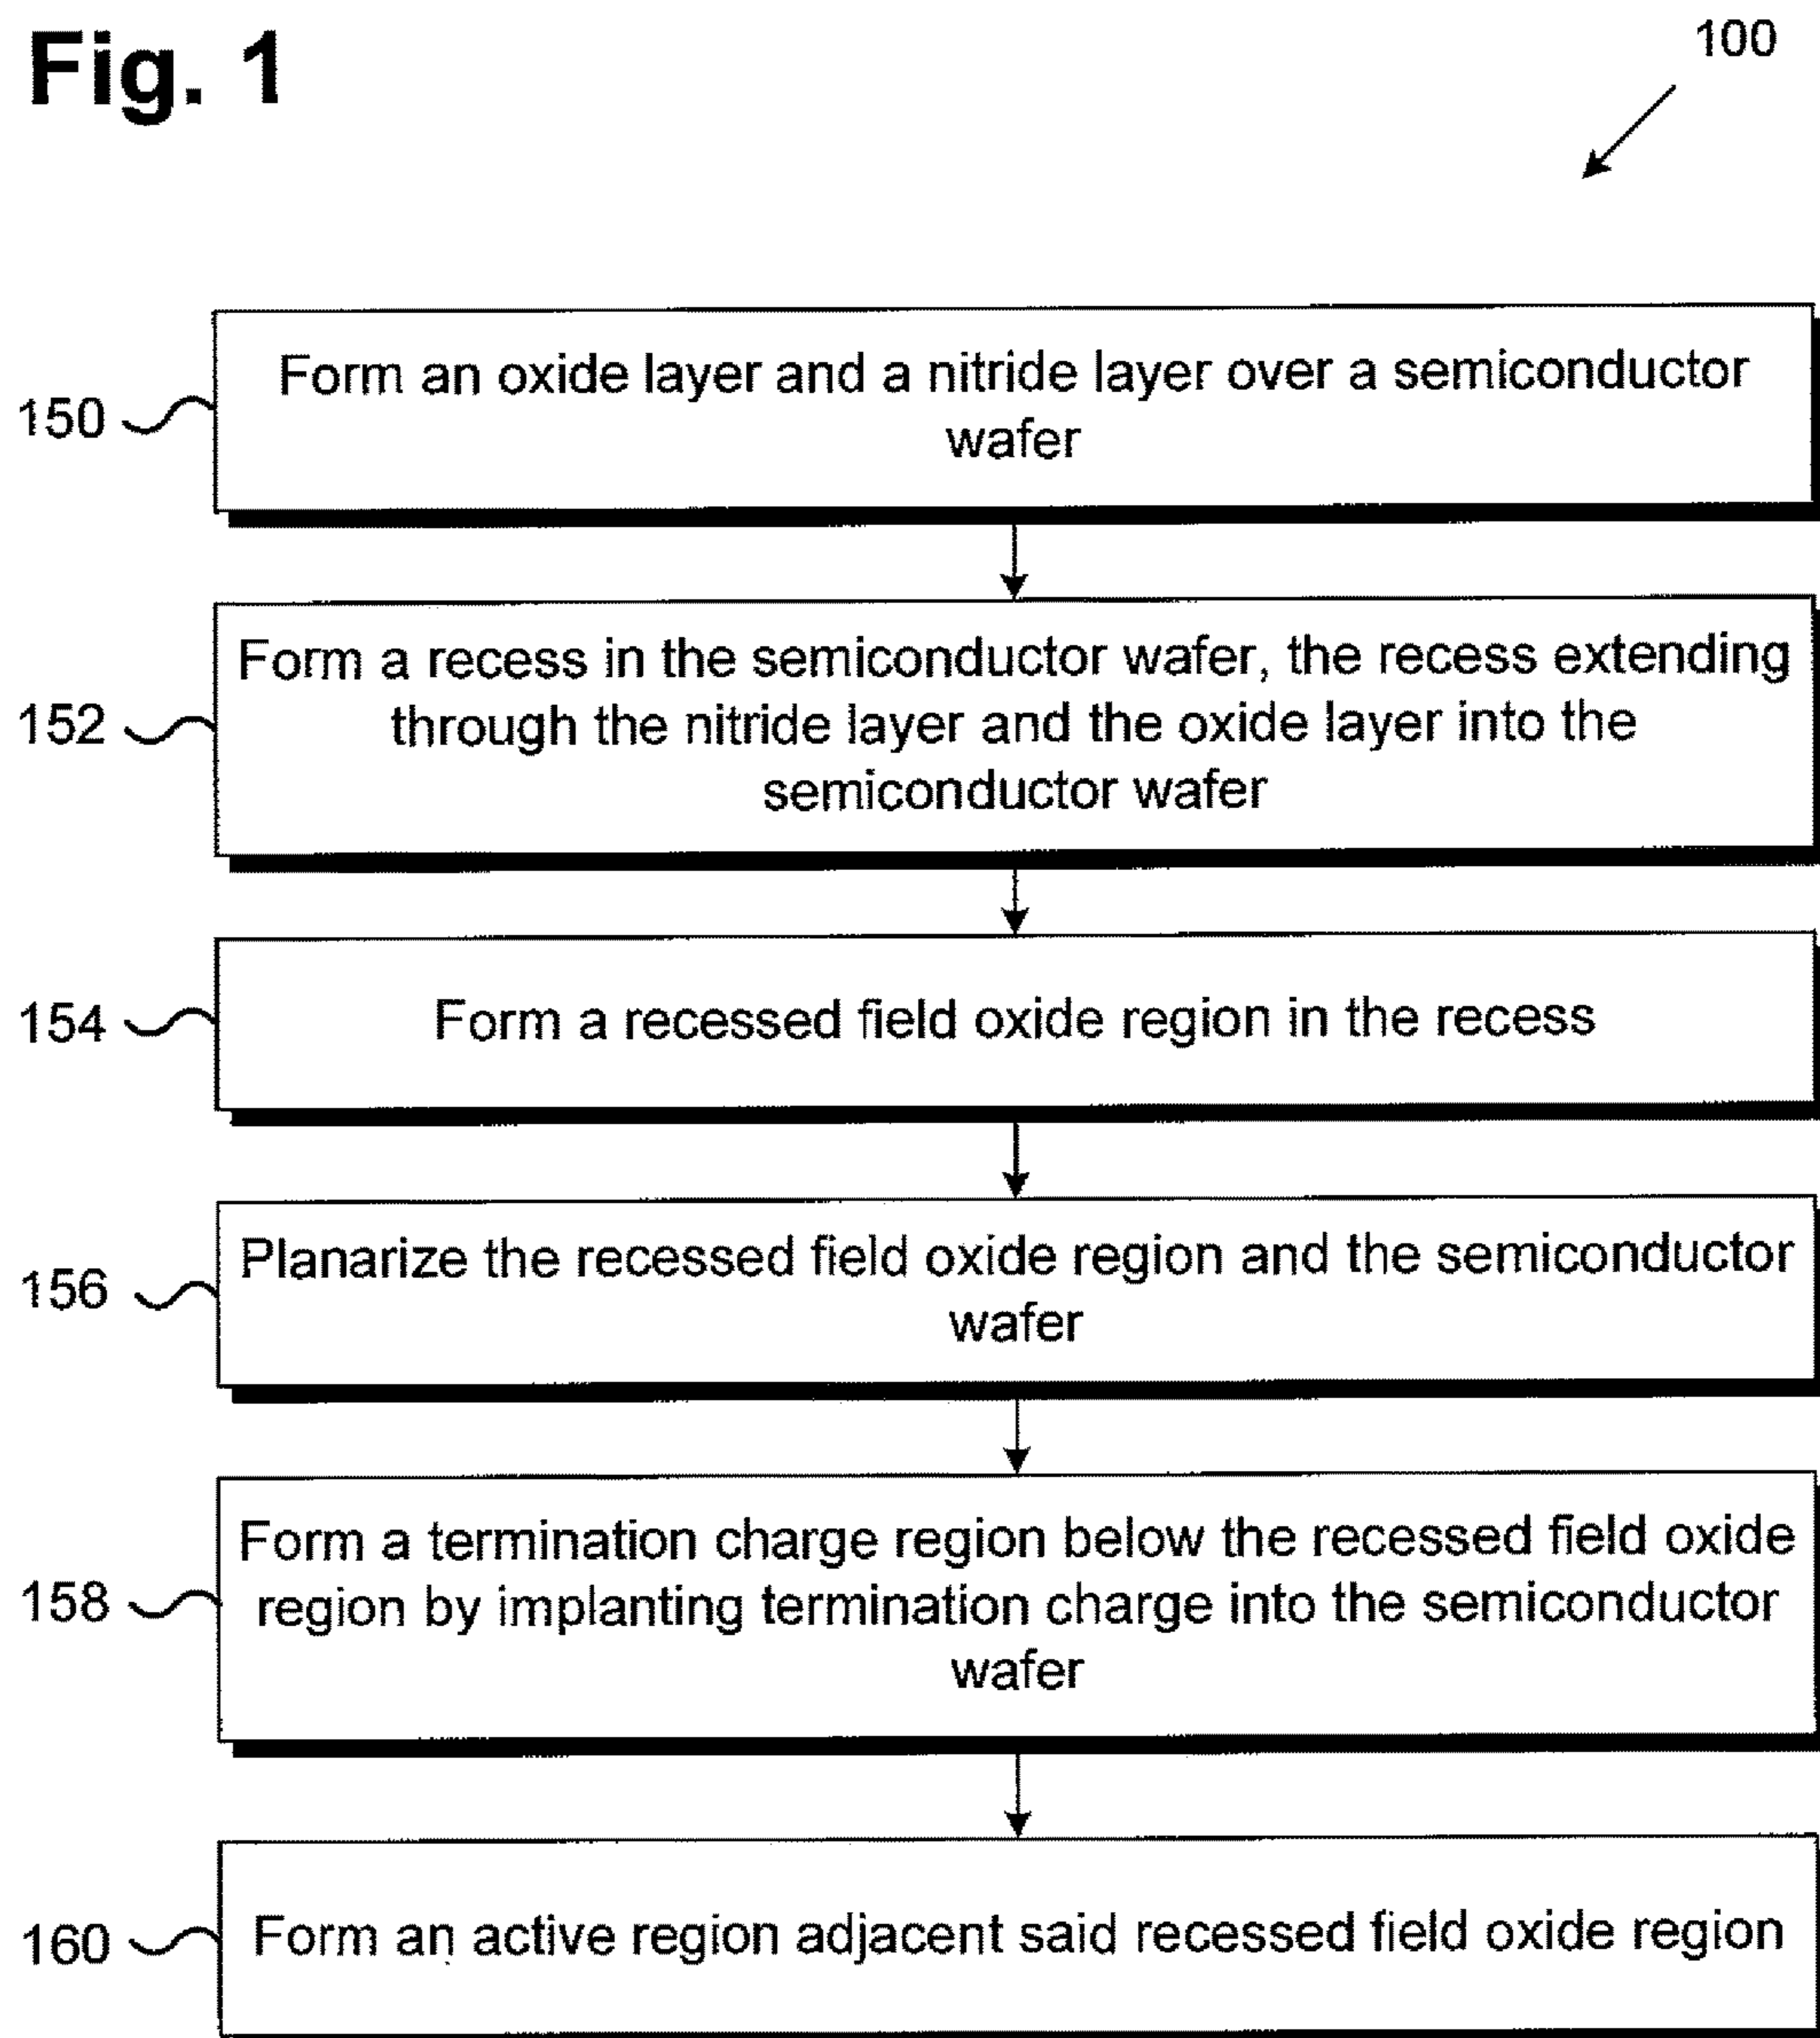 Fig. 1
100
150
Form an oxide layer and a nitride layer over a semiconductor
wafer
152
Form a recess in the semiconductor wafer, the recess extending
through the nitride layer and the oxide layer into the
semiconductor wafer
154
Form a recessed field oxide region in the recess
156
Planarize the recessed field oxide region and the semiconductor
wafer
158
Form a termination charge region below the recessed field oxide
region by implanting termination charge into the semiconductor
wafer
160
Form an active region adjacent said recessed field oxide region